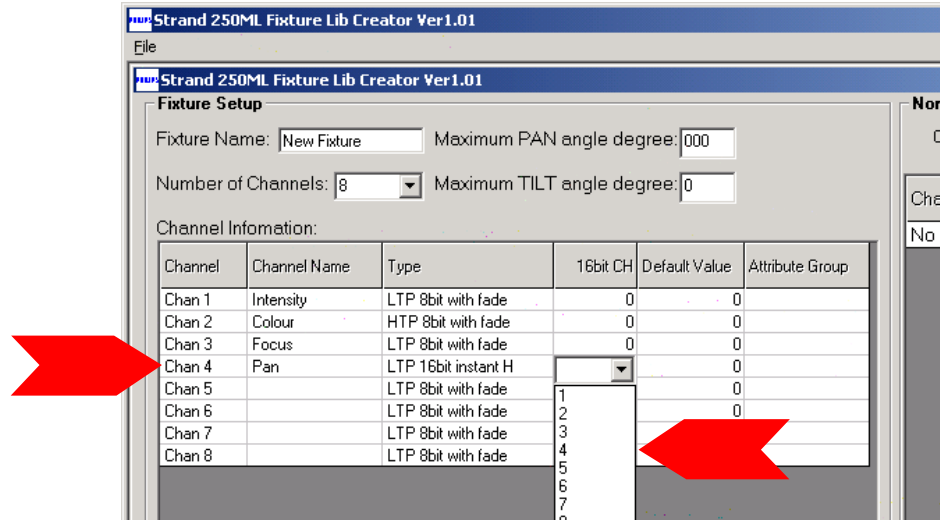 PHILIPS Strand 250ML Fixture Lib Creator Ver1.01
File
PHILIPS Strand 250ML Fixture Lib Creator Ver1.01
Fixture Setup
Nor
Fixture Name: New Fixture Maximum PAN angle degree: 000
Number of Channels: 8 Maximum TILT angle degree: 0
Cha
Channel Infomation:
No
Channel Channel Name Type 16bit CH Default Value Attribute Group
Chan 1 Intensity LTP 8bit with fade 0 0
Chan 2 Colour HTP 8bit with fade 0 0
Chan 3 Focus LTP 8bit with fade 0 0
Chan 4 Pan LTP 16bit instant H 0
Chan 5 LTP 8bit with fade 0
Chan 6 LTP 8bit with fade 0
Chan 7 LTP 8bit with fade
Chan 8 LTP 8bit with fade
1
2
3
4
5
6
7